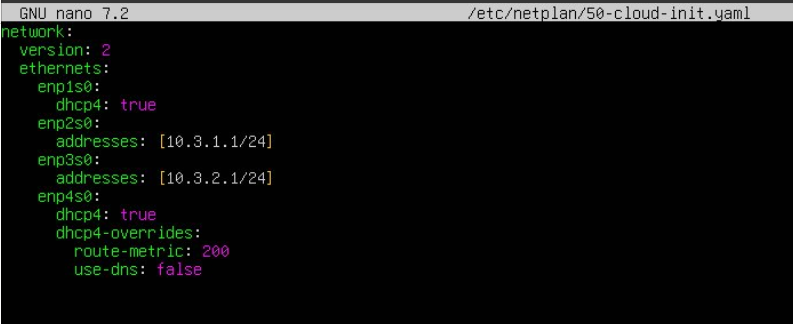 GNU nano 7.2 /etc/netplan/50-cloud-init.yaml
network:
  version: 2
  ethernets:
    enp1s0:
      dhcp4: true
    enp2s0:
      addresses: [10.3.1.1/24]
    enp3s0:
      addresses: [10.3.2.1/24]
    enp4s0:
      dhcp4: true
      dhcp4-overrides:
        route-metric: 200
        use-dns: false